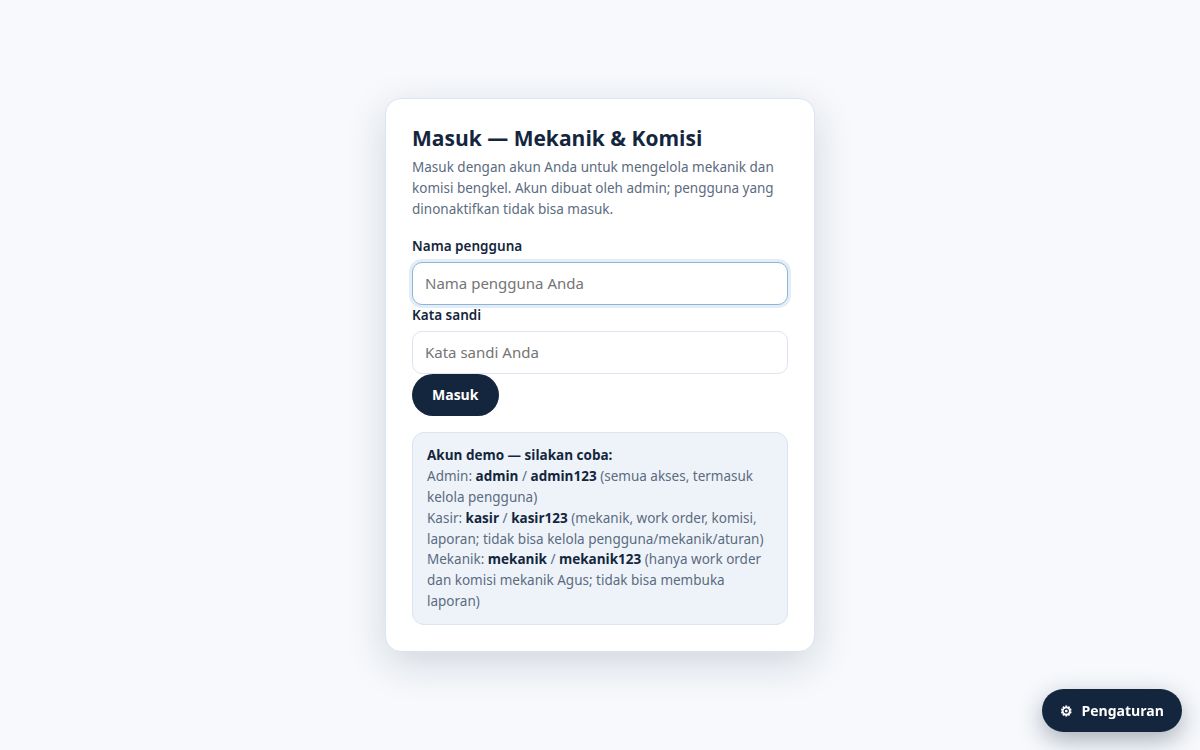 Masuk — Mekanik & Komisi
Masuk dengan akun Anda untuk mengelola mekanik dan
komisi bengkel. Akun dibuat oleh admin; pengguna yang
dinonaktifkan tidak bisa masuk.
Nama pengguna
Nama pengguna Anda
Kata sandi
Kata sandi Anda
Masuk
Akun demo — silakan coba:
Admin: admin / admin123 (semua akses, termasuk
kelola pengguna)
Kasir: kasir / kasir123 (mekanik, work order, komisi,
laporan; tidak bisa kelola pengguna/mekanik/aturan)
Mekanik: mekanik / mekanik123 (hanya work order
dan komisi mekanik Agus; tidak bisa membuka
laporan)
⚙ Pengaturan